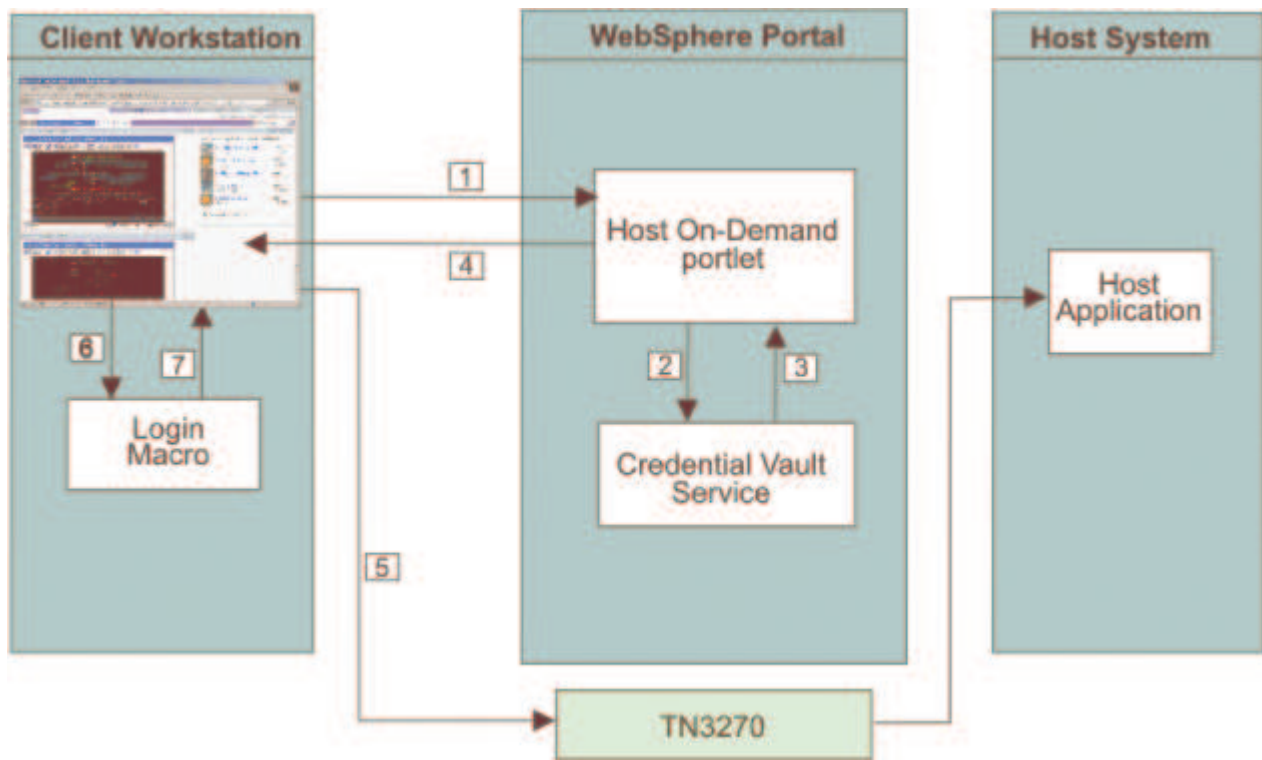 Client Workstation
WebSphere Portal
Host System
1
Host On-Demand
portlet
4
Host
Application
6
7
2
3
Login
Macro
Credential Vault
Service
5
TN3270